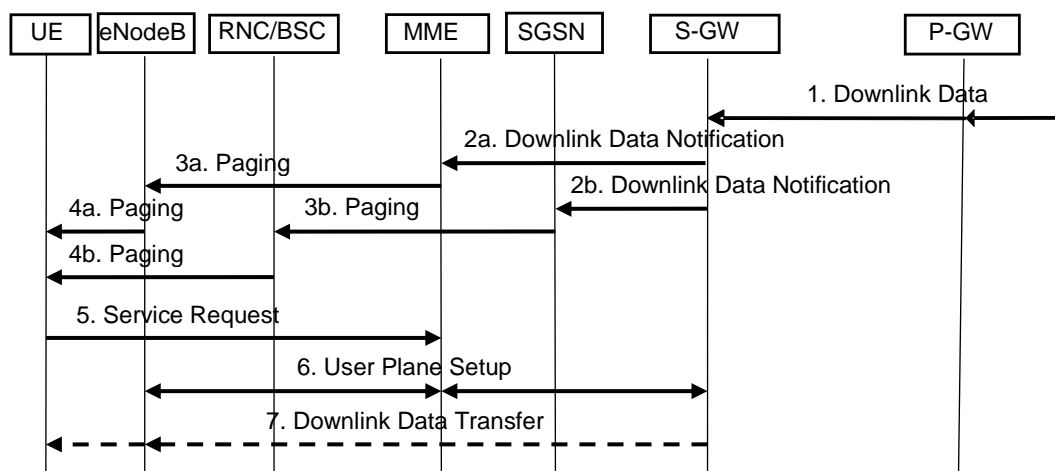 UE
eNodeB
RNC/BSC
MME
SGSN
S-GW
P-GW
1. Downlink Data
2a. Downlink Data Notification
3a. Paging
2b. Downlink Data Notification
4a. Paging
3b. Paging
4b. Paging
5. Service Request
6. User Plane Setup
7. Downlink Data Transfer